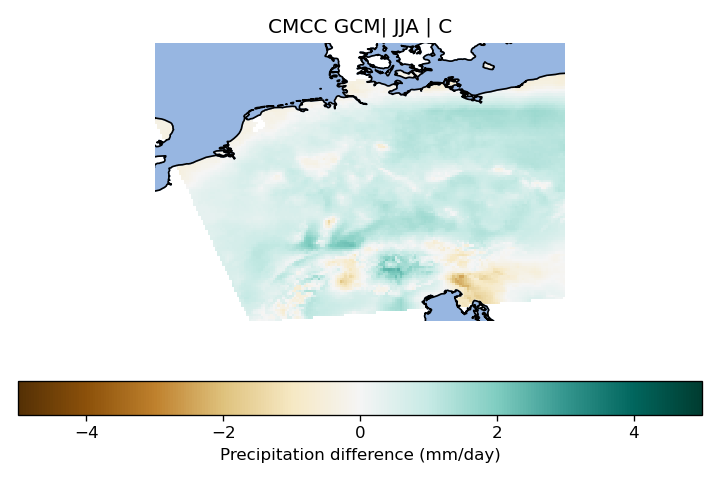 CMCC GCM| JJA | C
−4 −2 0 2 4
Precipitation difference (mm/day)